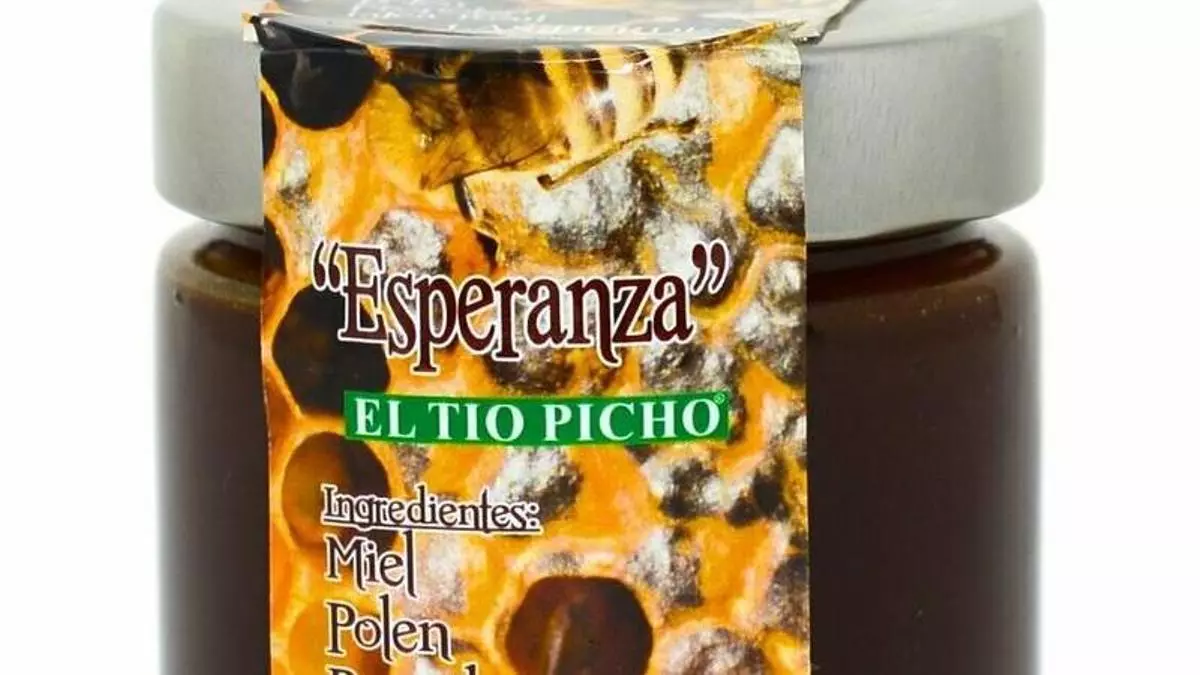 “Esperanza”
EL TIO PICHO®
Ingredientes:
Miel
Polen